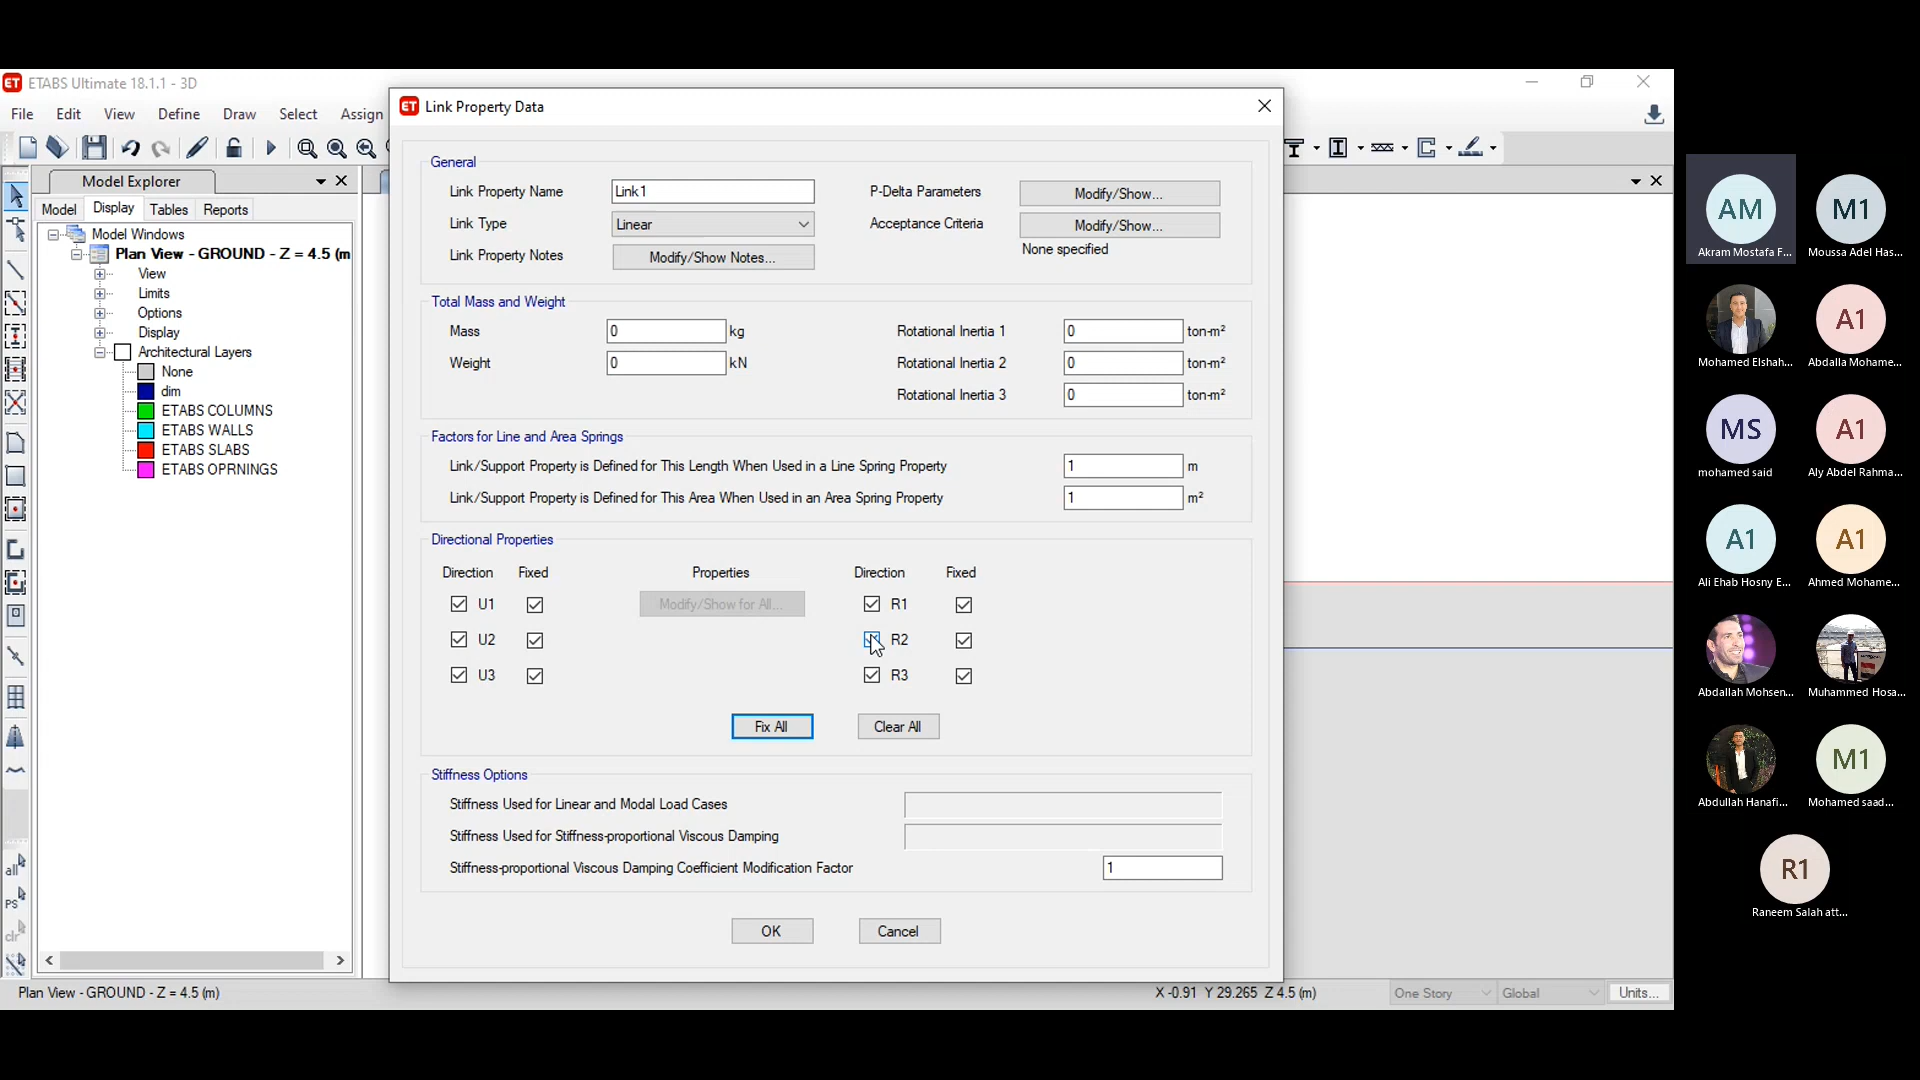 ET ETABS Ultimate 18.1.1 - 3D
File Edit View Define Draw Select Assign
Model Explorer
Model Display Tables Reports
Model Windows
Plan View - GROUND - Z = 4.5 (m
View
Limits
Options
Display
Architectural Layers
None
dim
ETABS COLUMNS
ETABS WALLS
ETABS SLABS
ETABS OPRNINGS
all
PS
clr
ET Link Property Data
General
Link Property Name Link1 P-Delta Parameters Modify/Show...
Link Type Linear Acceptance Criteria Modify/Show...
Link Property Notes Modify/Show Notes... None specified
Total Mass and Weight
Mass 0 kg Rotational Inertia 1 0 ton-m²
Weight 0 kN Rotational Inertia 2 0 ton-m²
Rotational Inertia 3 0 ton-m²
Factors for Line and Area Springs
Link/Support Property is Defined for This Length When Used in a Line Spring Property 1 m
Link/Support Property is Defined for This Area When Used in an Area Spring Property 1 m²
Directional Properties
Direction Fixed Properties Direction Fixed
U1 Modify/Show for All... R1
U2 R2
U3 R3
Fix All Clear All
Stiffness Options
Stiffness Used for Linear and Modal Load Cases
Stiffness Used for Stiffness-proportional Viscous Damping
Stiffness-proportional Viscous Damping Coefficient Modification Factor 1
OK Cancel
Plan View - GROUND - Z = 4.5 (m) X -0.91 Y 29.265 Z 4.5 (m) One Story Global Units...
AM M1
Akram Mostafa F... Moussa Adel Has...
A1
Mohamed Elshah... Abdalla Mohame...
MS A1
mohamed said Aly Abdel Rahma...
A1 A1
Ali Ehab Hosny E... Ahmed Mohame...
Abdallah Mohsen... Muhammed Hosa...
M1
Abdullah Hanafi... Mohamed saad...
R1
Raneem Salah att...